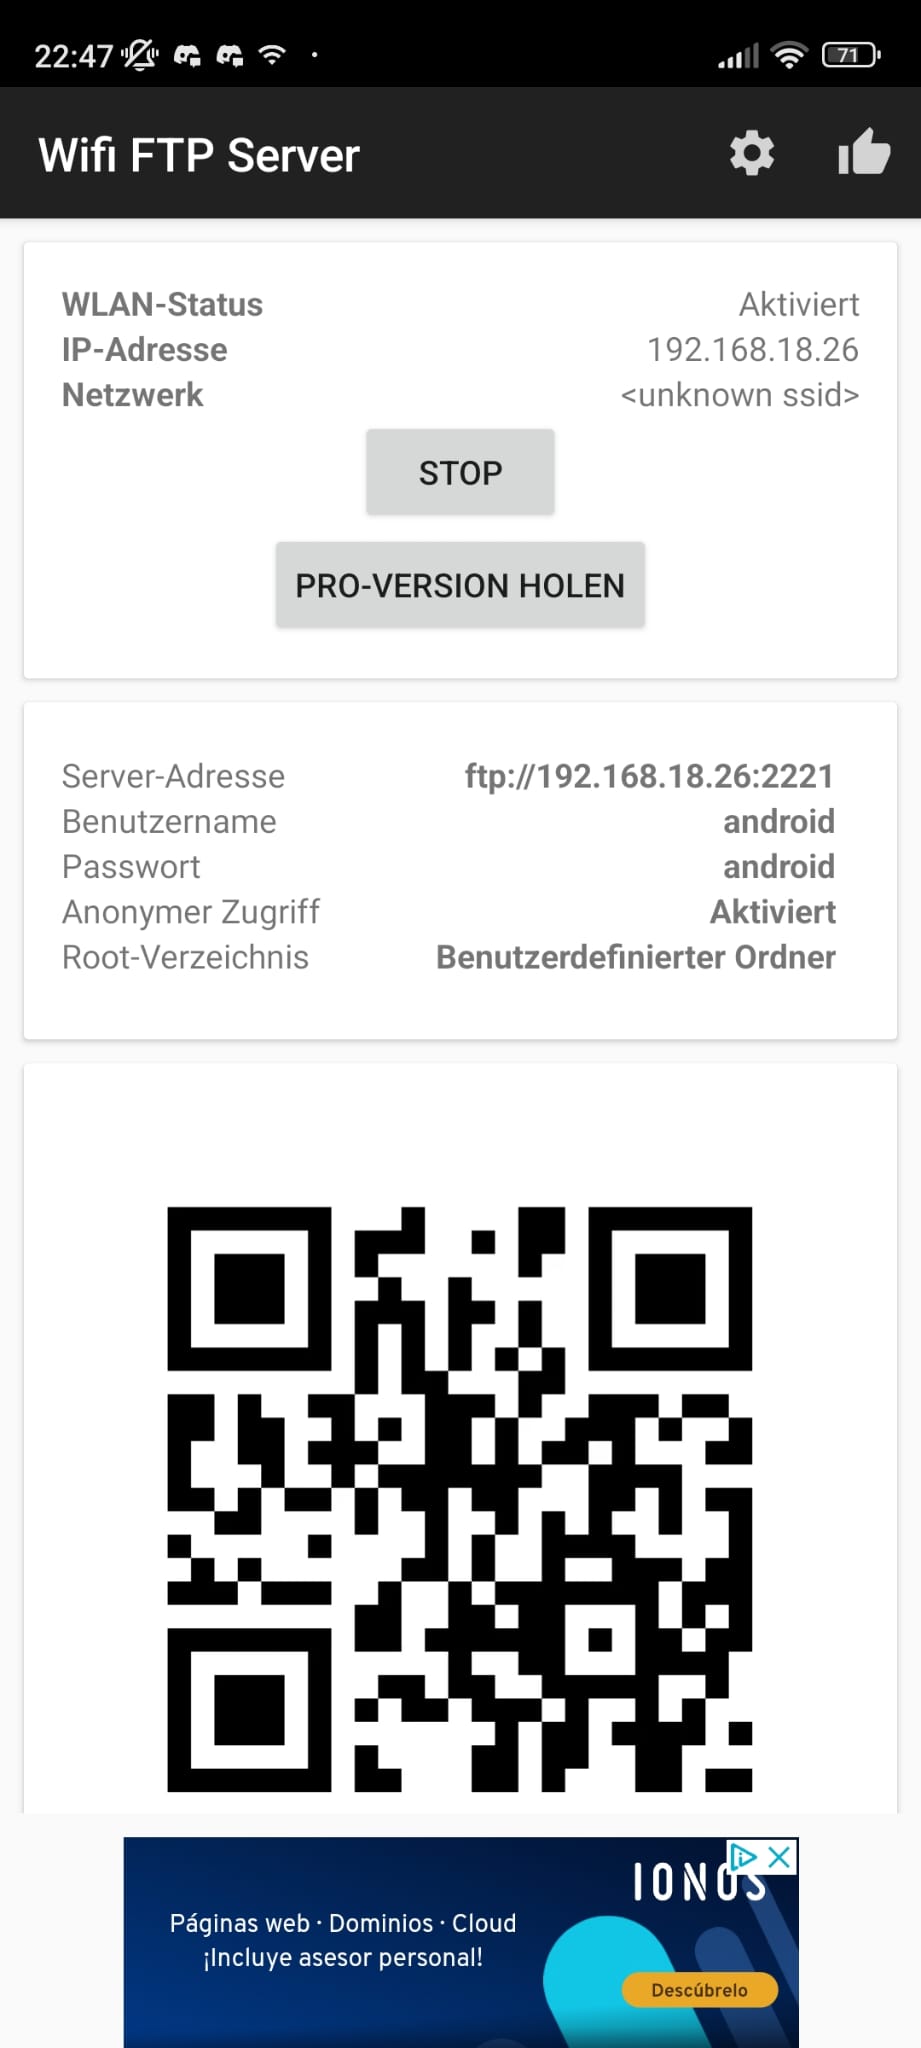 22:47
71
Wifi FTP Server
WLAN-Status Aktiviert
IP-Adresse 192.168.18.26
Netzwerk <unknown ssid>
STOP
PRO-VERSION HOLEN
Server-Adresse ftp://192.168.18.26:2221
Benutzername android
Passwort android
Anonymer Zugriff Aktiviert
Root-Verzeichnis Benutzerdefinierter Ordner
IONOS
Páginas web · Dominios · Cloud
¡Incluye asesor personal!
Descúbrelo